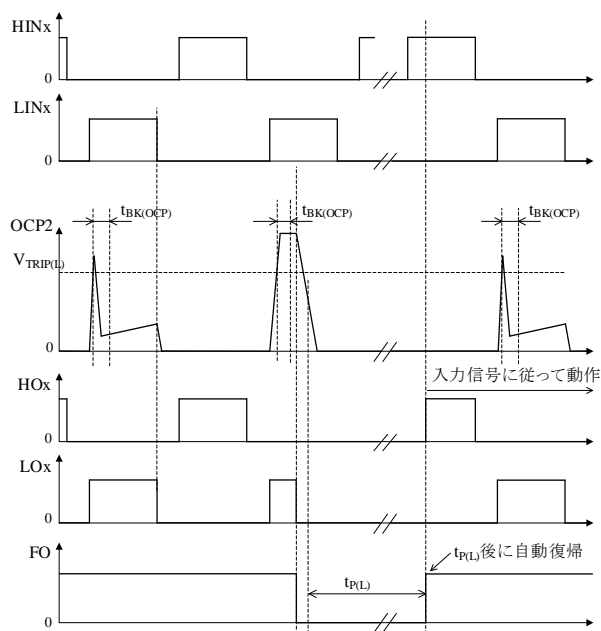 HINx
0
LINx
0
tBK(OCP) tBK(OCP) tBK(OCP)
OCP2
VTRIP(L)
0
入力信号に従って動作
HOx
0
LOx
0
FO
tP(L)後に自動復帰
tP(L)
0